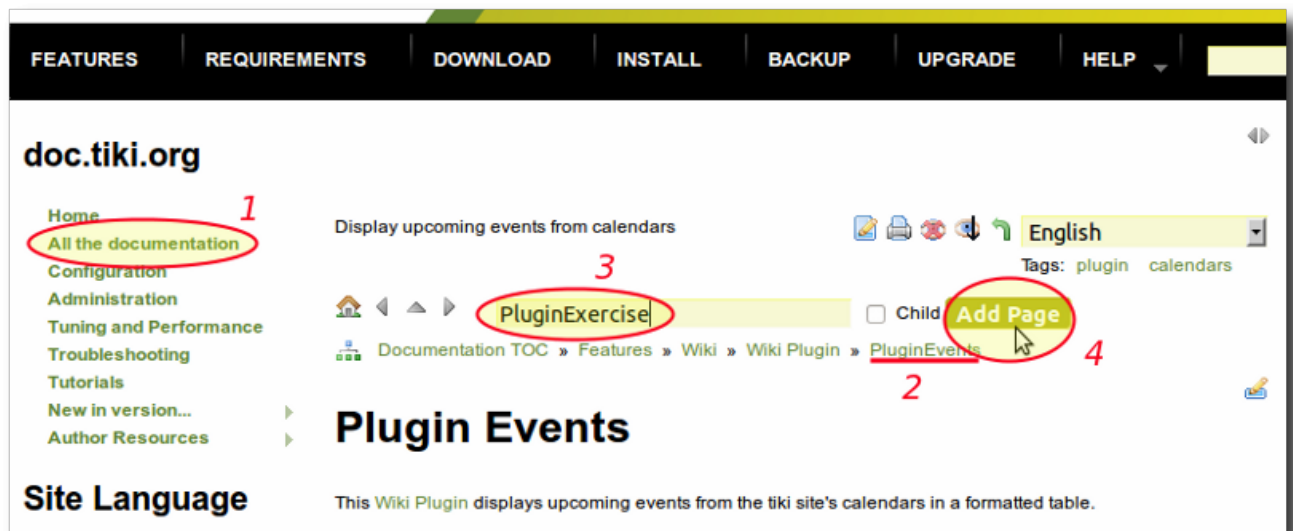 FEATURES REQUIREMENTS DOWNLOAD INSTALL BACKUP UPGRADE HELP
doc.tiki.org
Home
1
All the documentation
Configuration
Administration
Tuning and Performance
Troubleshooting
Tutorials
New in version...
Author Resources
Site Language
Display upcoming events from calendars
English
Tags: plugin calendars
3
PluginExercise
Child
Add Page
4
Documentation TOC » Features » Wiki » Wiki Plugin » PluginEvents
2
Plugin Events
This Wiki Plugin displays upcoming events from the tiki site's calendars in a formatted table.